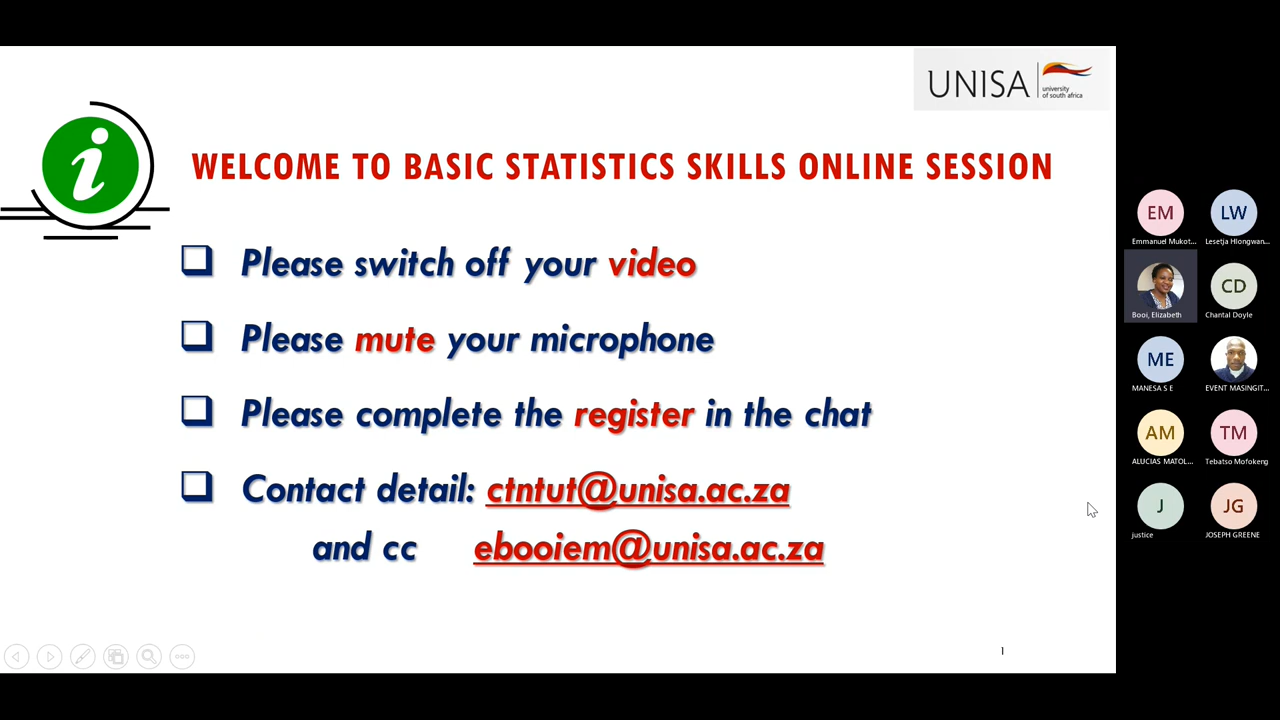 UNISA
university
of south africa
i
WELCOME TO BASIC STATISTICS SKILLS ONLINE SESSION
Please switch off your video
Please mute your microphone
Please complete the register in the chat
Contact detail: ctntut@unisa.ac.za
and cc ebooiem@unisa.ac.za
1
EM
Emmanuel Mukot...
LW
Lesetja Hlongwan...
Booi, Elizabeth
CD
Chantal Doyle
ME
MANESA S E
EVENT MASINGIT...
AM
ALUCIAS MATOL...
TM
Tebatso Mofokeng
J
justice
JG
JOSEPH GREENE